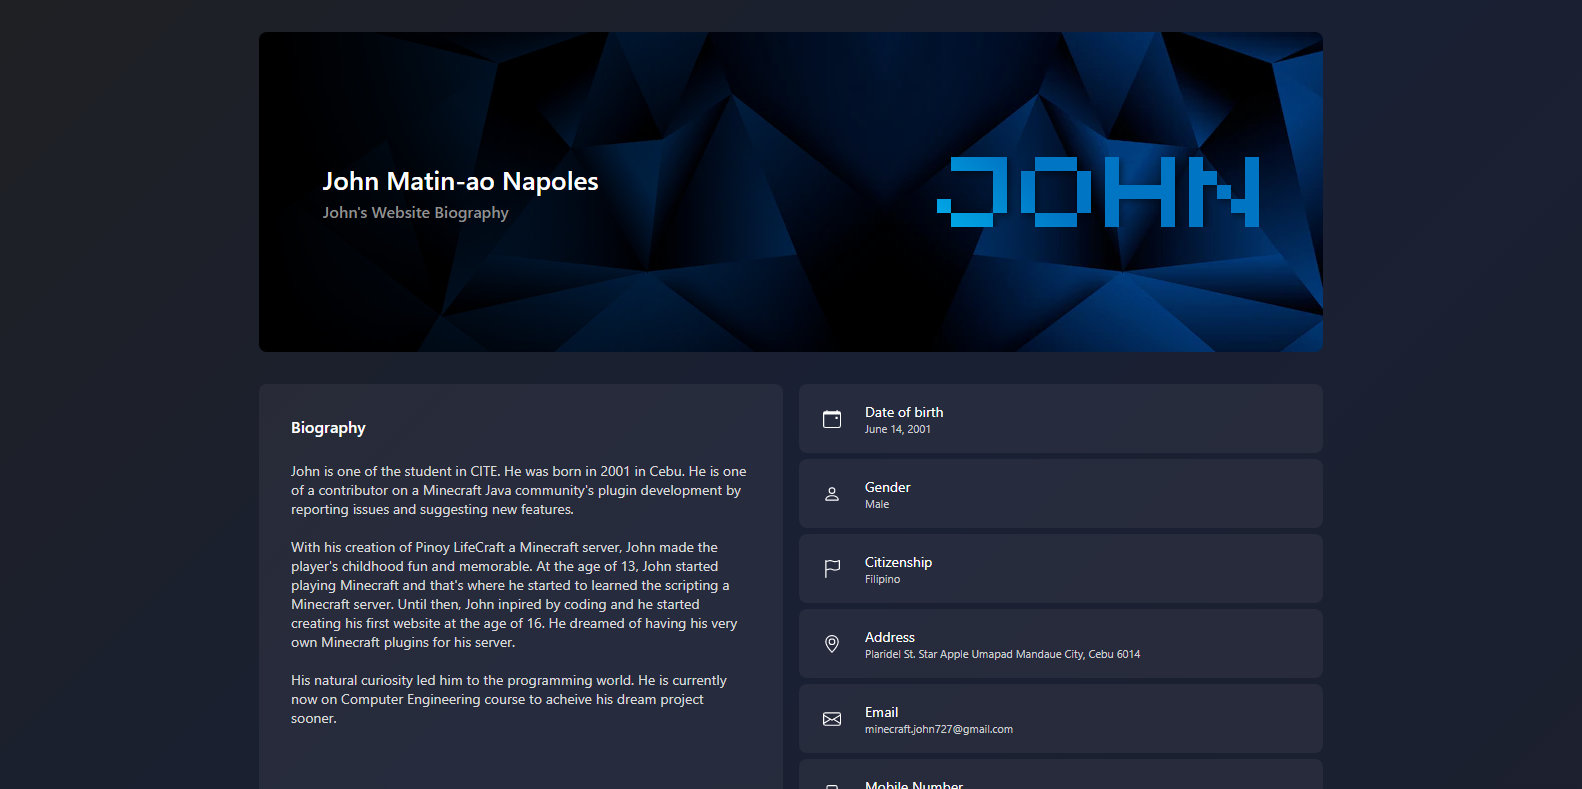 John Matin-ao Napoles
John's Website Biography
JOHN
Biography
John is one of the student in CITE. He was born in 2001 in Cebu. He is one
of a contributor on a Minecraft Java community's plugin development by
reporting issues and suggesting new features.
With his creation of Pinoy LifeCraft a Minecraft server, John made the
player's childhood fun and memorable. At the age of 13, John started
playing Minecraft and that's where he started to learned the scripting a
Minecraft server. Until then, John inpired by coding and he started
creating his first website at the age of 16. He dreamed of having his very
own Minecraft plugins for his server.
His natural curiosity led him to the programming world. He is currently
now on Computer Engineering course to acheive his dream project
sooner.
Date of birth
June 14, 2001
Gender
Male
Citizenship
Filipino
Address
Plaridel St. Star Apple Umapad Mandaue City, Cebu 6014
Email
minecraft.john727@gmail.com
Mobile Number